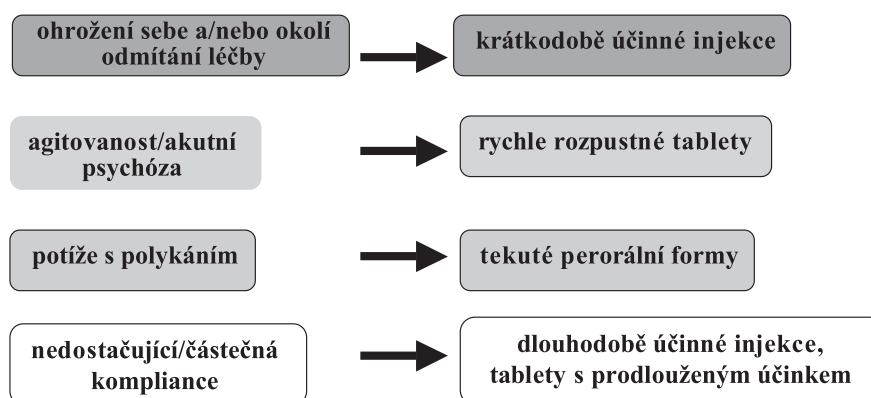 ohrožení sebe a/nebo okolí
odmítání léčby
krátkodobě účinné injekce
agitovanost/akutní
psychóza
rychle rozpustné tablety
potíže s polykáním
tekuté perorální formy
nedostačující/částečná
kompliance
dlouhodobě účinné injekce,
tablety s prodlouženým účinkem